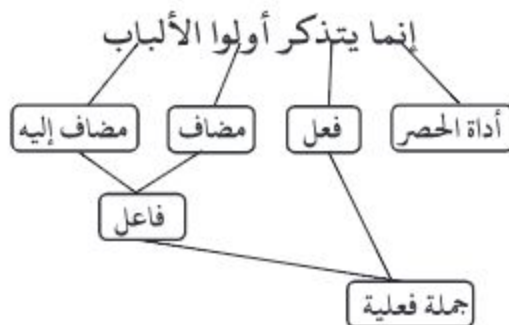 إنما يتذكر أولوا الألباب
أداة الحصر
فعل
مضاف
مضاف إليه
فاعل
جملة فعلية